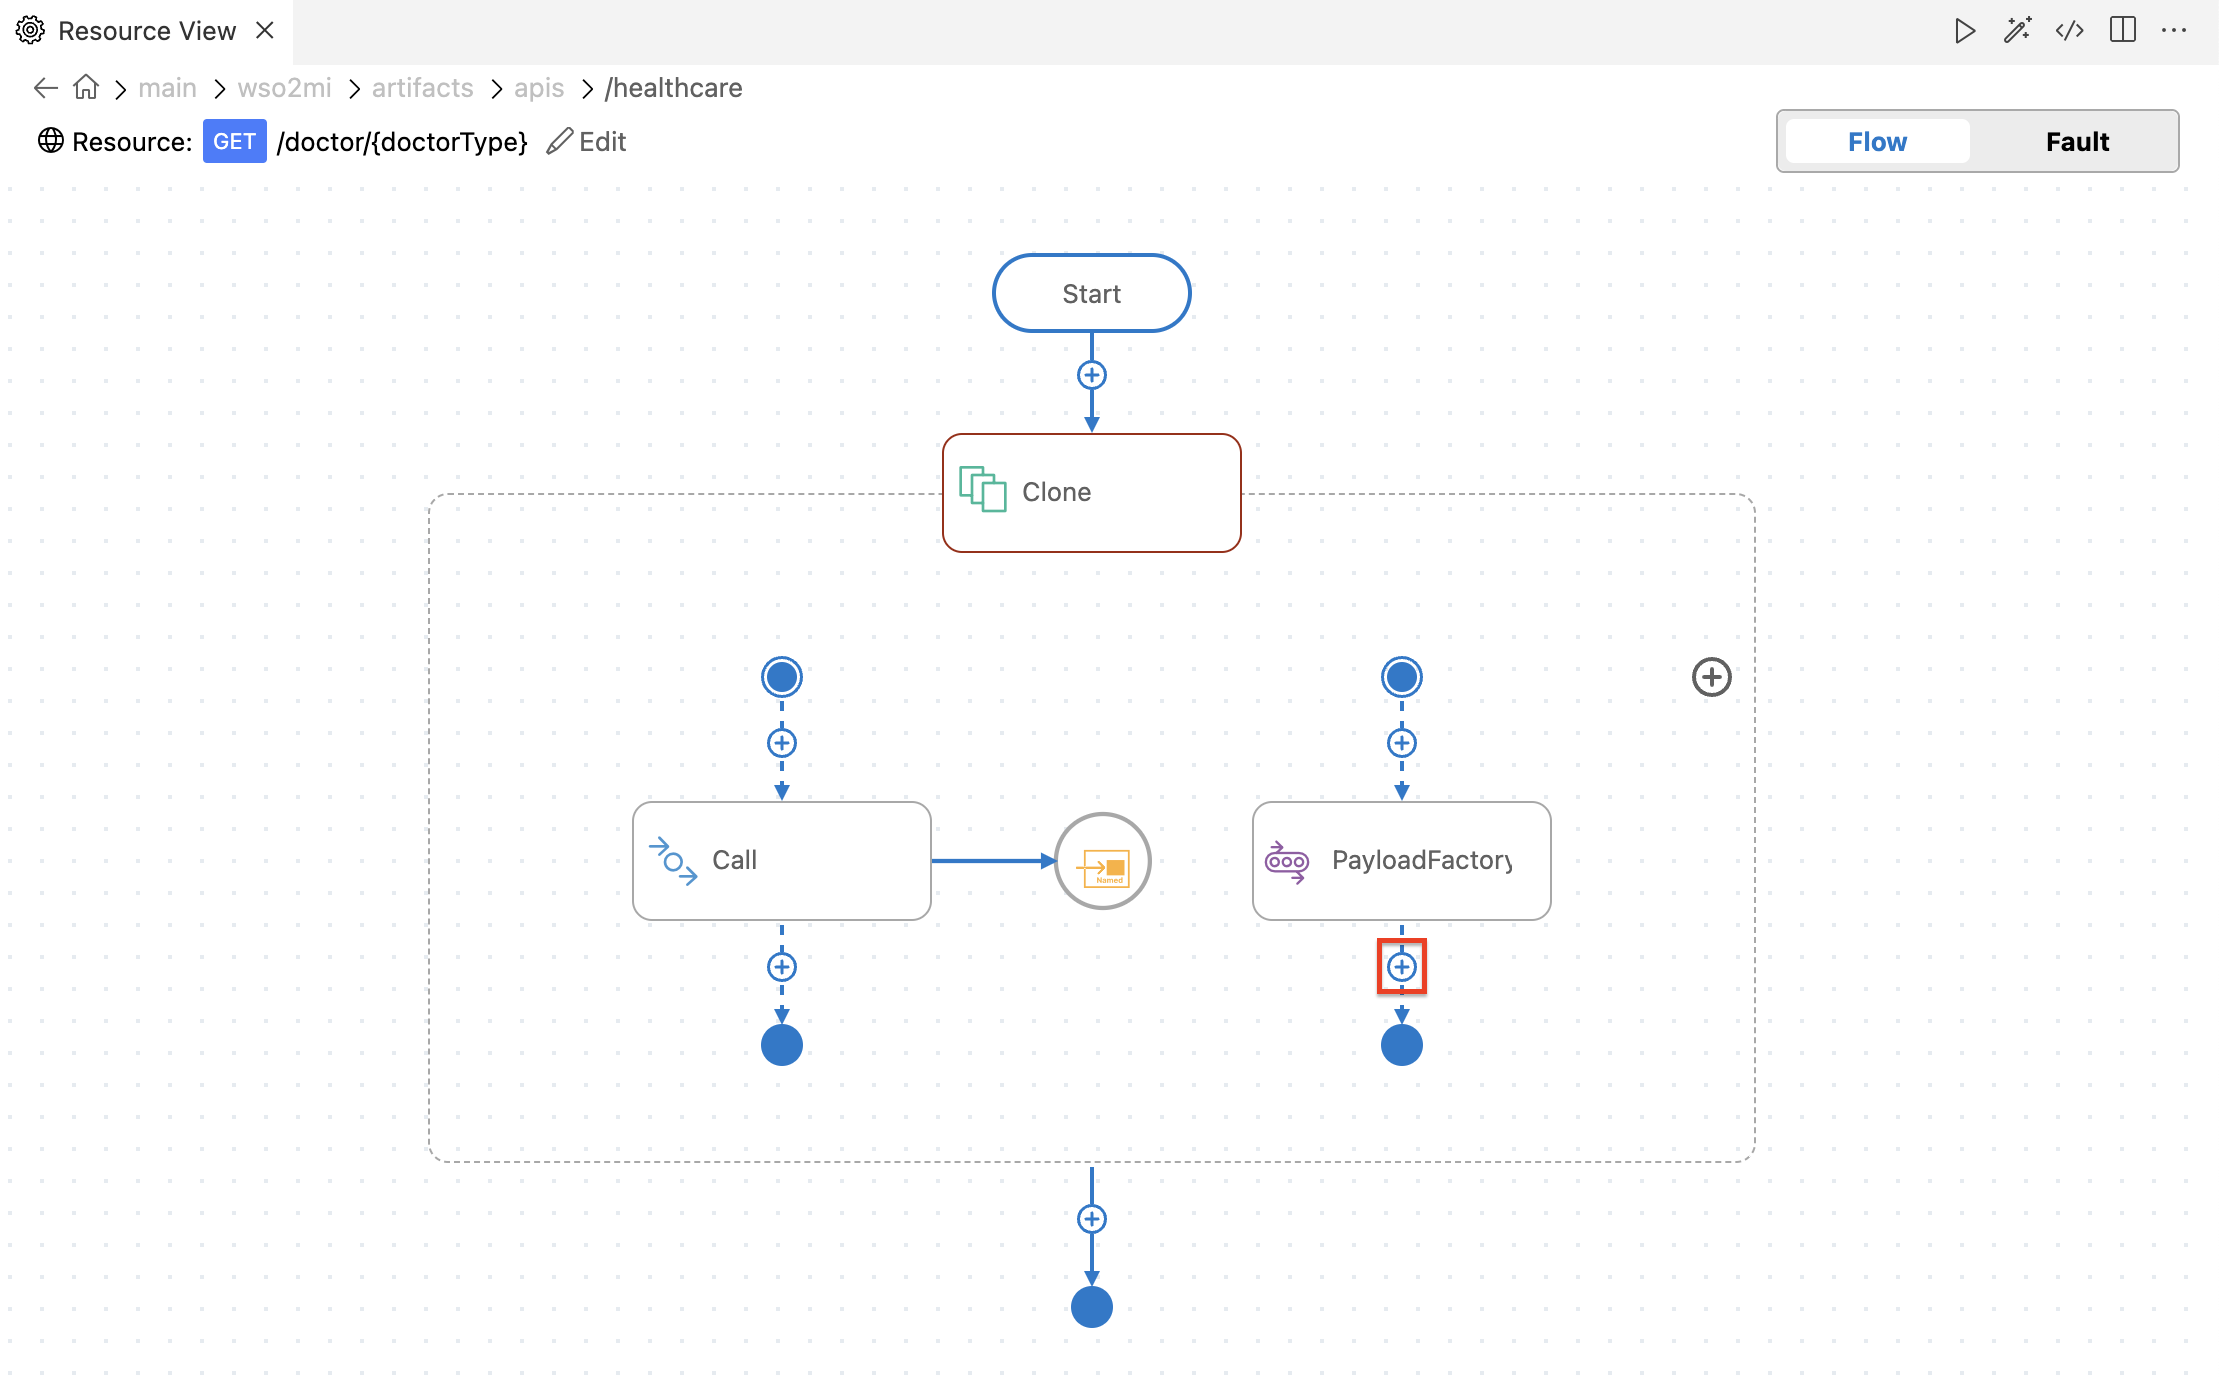 Resource View
main wso2mi artifacts apis /healthcare
Resource: GET /doctor/{doctorType} Edit
Flow Fault
Start
Clone
Call
Named
PayloadFactory